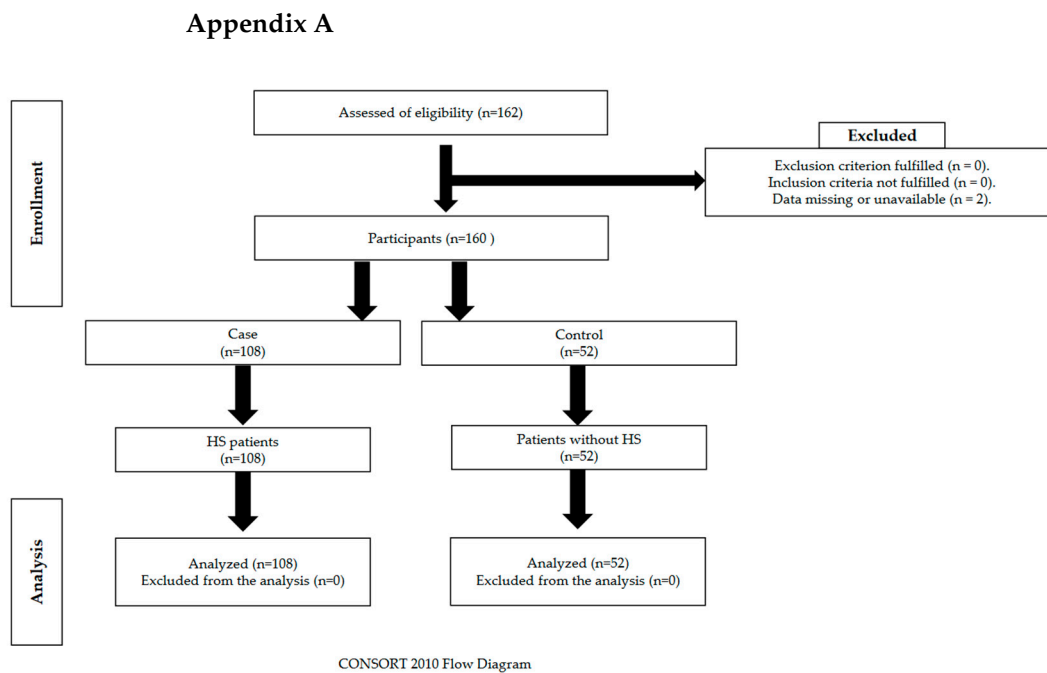 Appendix A
Assessed of eligibility (n=162)
Excluded
Exclusion criterion fulfilled (n = 0).
Inclusion criteria not fulfilled (n = 0).
Data missing or unavailable (n = 2).
Enrollment
Participants (n=160 )
Case
(n=108)
Control
(n=52)
HS patients
(n=108)
Patients without HS
(n=52)
Analysis
Analyzed (n=108)
Excluded from the analysis (n=0)
Analyzed (n=52)
Excluded from the analysis (n=0)
CONSORT 2010 Flow Diagram